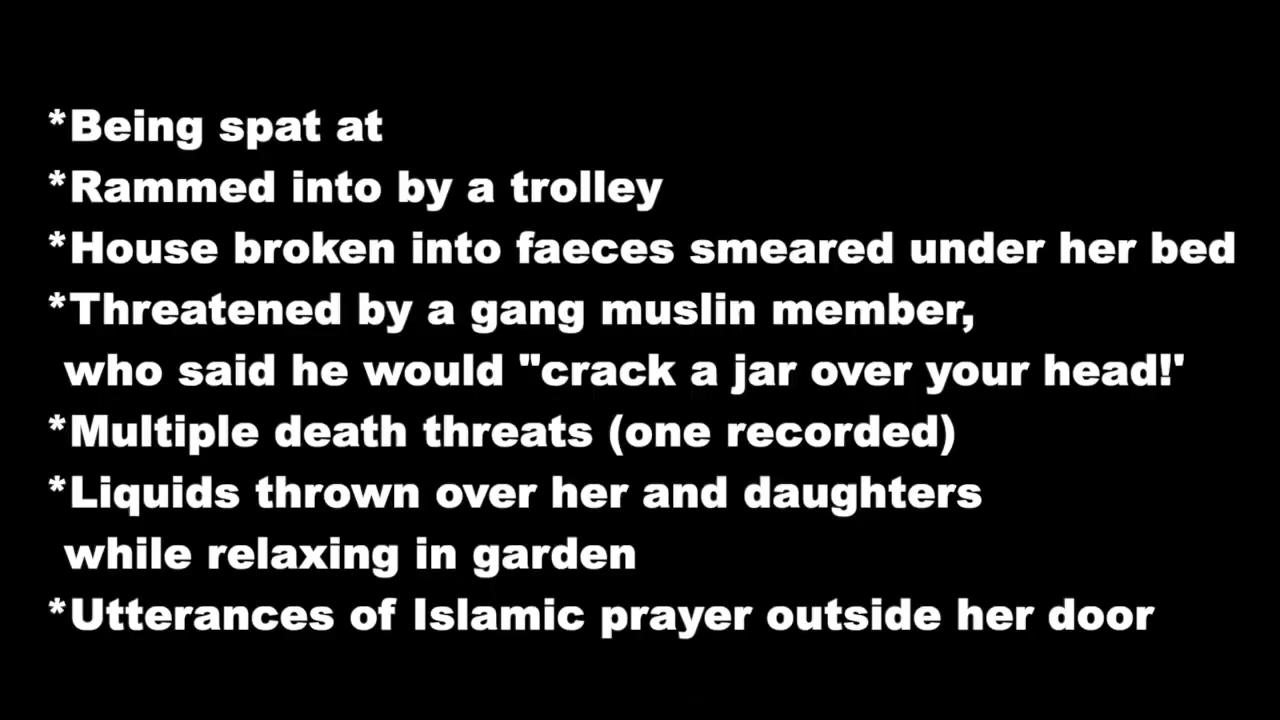 *Being spat at
*Rammed into by a trolley
*House broken into faeces smeared under her bed
*Threatened by a gang muslin member,
who said he would "crack a jar over your head!'
*Multiple death threats (one recorded)
*Liquids thrown over her and daughters
while relaxing in garden
*Utterances of Islamic prayer outside her door